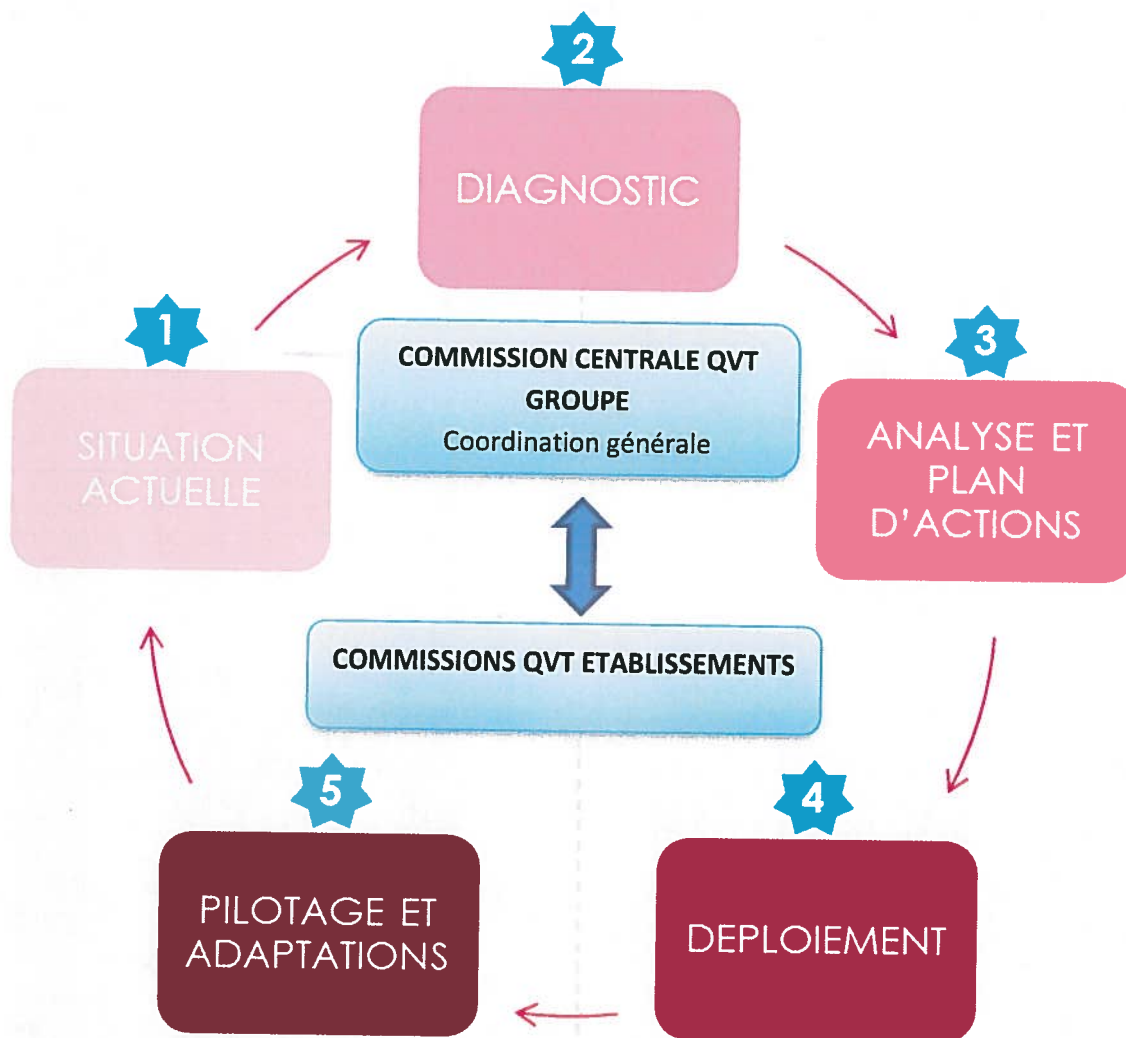 2
DIAGNOSTIC
1
SITUATION
ACTUELLE
COMMISSION CENTRALE QVT
GROUPE
Coordination générale
3
ANALYSE ET
PLAN
D'ACTIONS
COMMISSIONS QVT ETABLISSEMENTS
5
PILOTAGE ET
ADAPTATIONS
4
DEPLOIEMENT